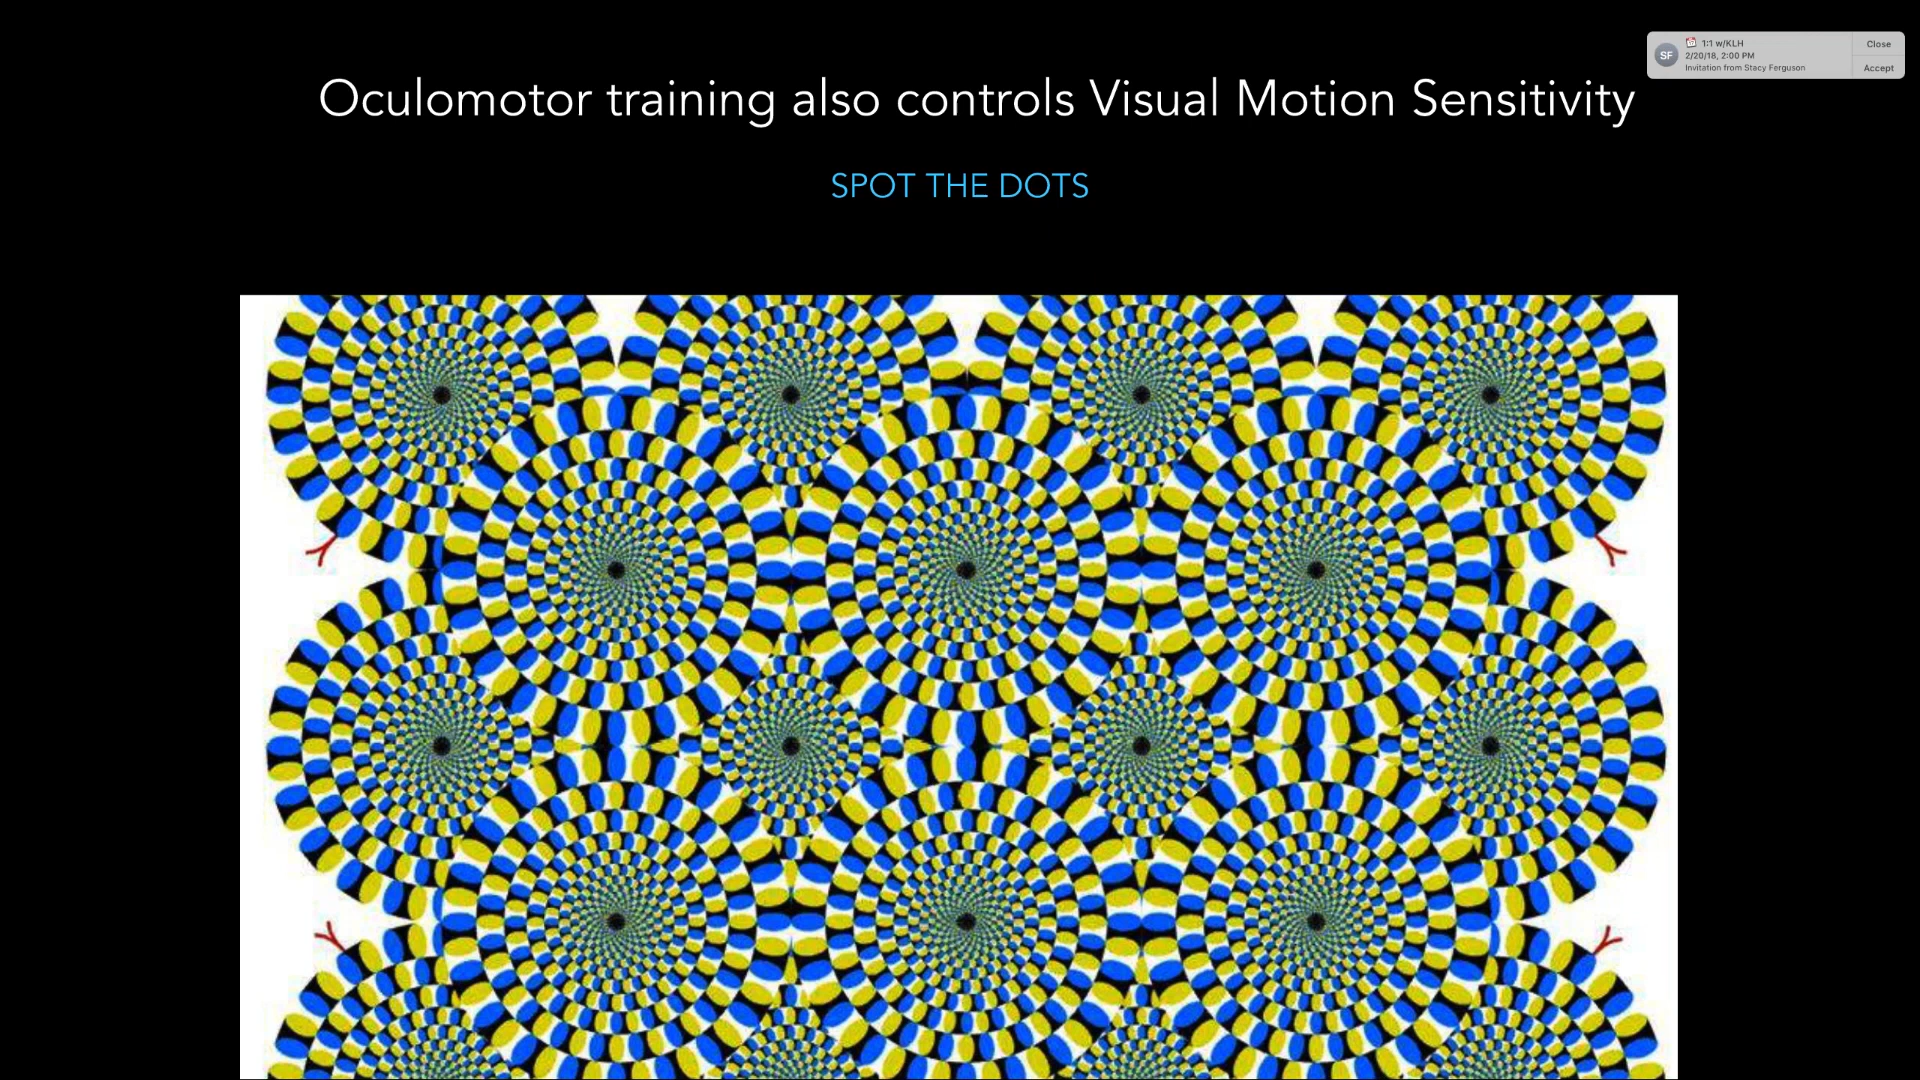 Oculomotor training also controls Visual Motion Sensitivity
SPOT THE DOTS
SF
1:1 w/KLH
2/20/18, 2:00 PM
Invitation from Stacy Ferguson
Close
Accept